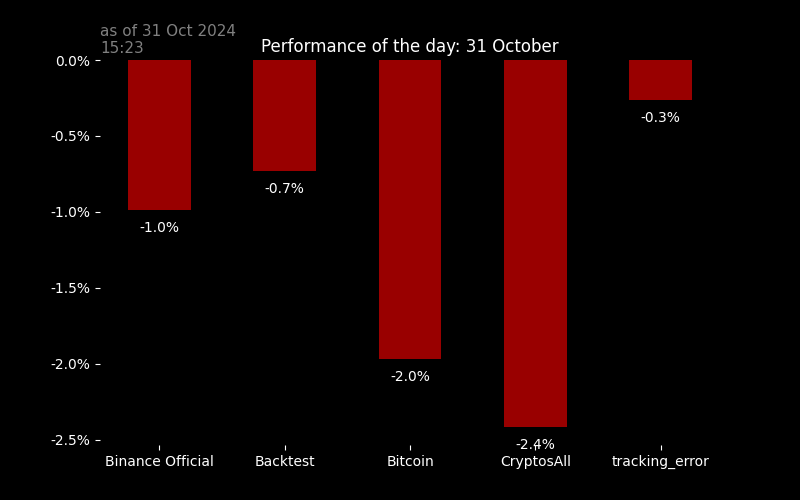 as of 31 Oct 2024
15:23
Performance of the day: 31 October
0.0%
-0.5%
-1.0%
-1.5%
-2.0%
-2.5%
-1.0%
-0.7%
-2.0%
-2.4%
-0.3%
Binance Official
Backtest
Bitcoin
CryptosAll
tracking_error